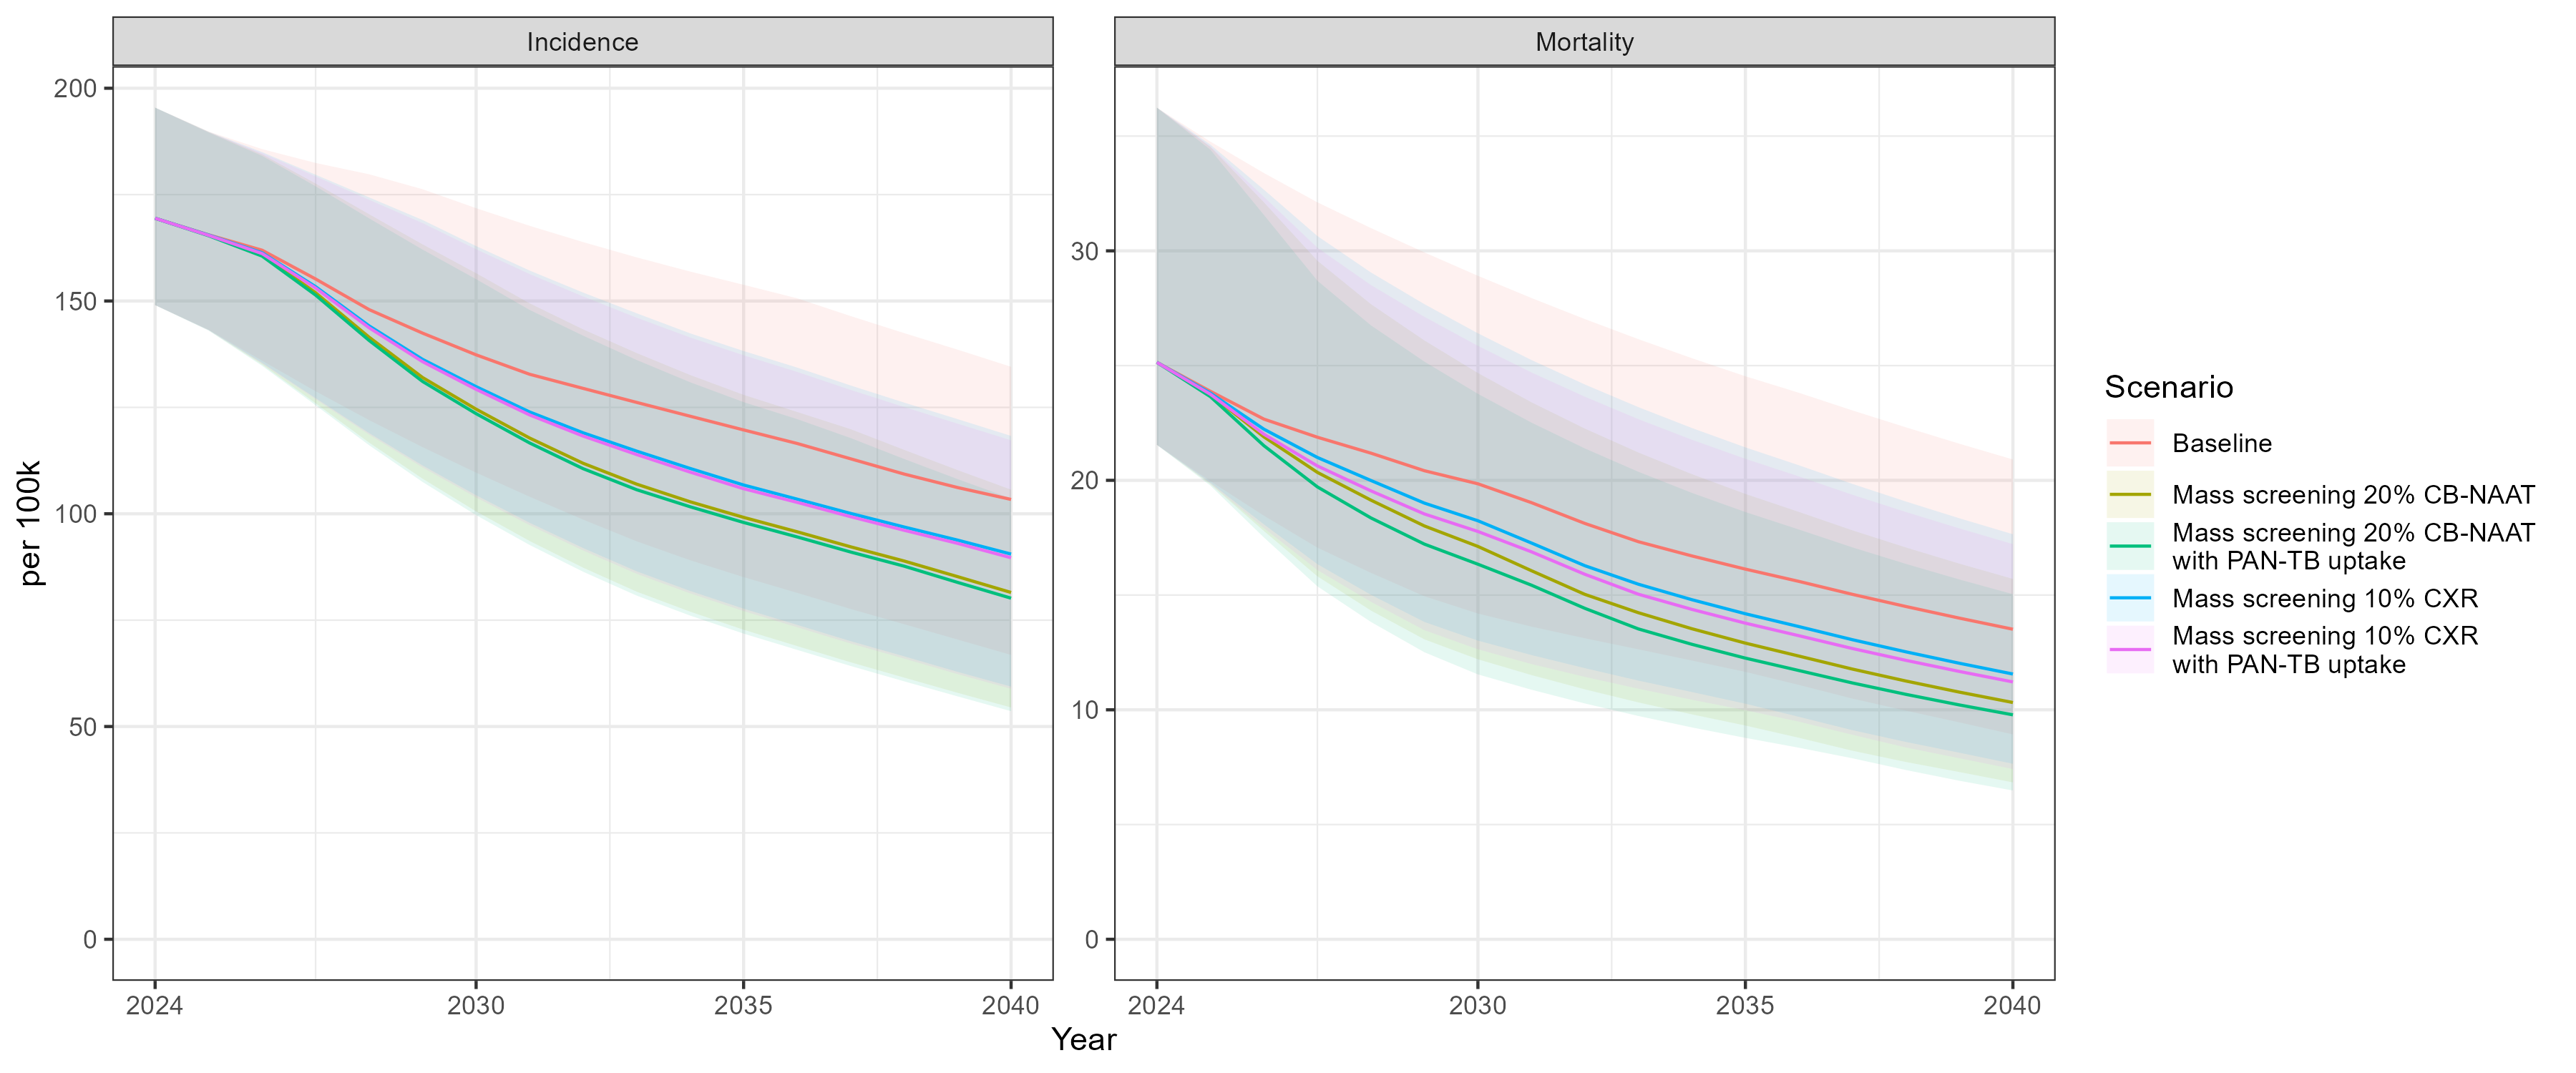 Incidence
Mortality
200
150
100
50
0
30
20
10
0
per 100k
2024
2030
2035
2040
2024
2030
2035
2040
Year
Scenario
Baseline
Mass screening 20% CB-NAAT
Mass screening 20% CB-NAAT
with PAN-TB uptake
Mass screening 10% CXR
Mass screening 10% CXR
with PAN-TB uptake